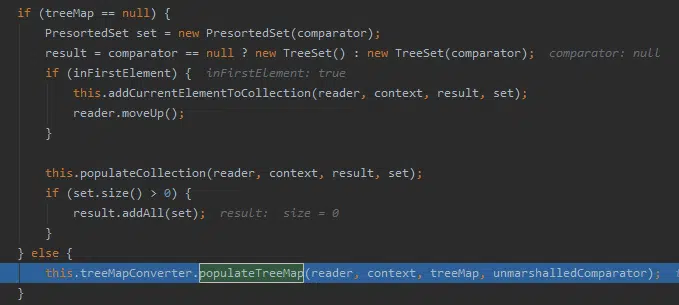 if (treeMap == null) {
PresortedSet set = new PresortedSet(comparator);
result = comparator == null ? new TreeSet() : new TreeSet(comparator);  comparator: null
if (inFirstElement) {  inFirstElement: true
this.addCurrentElementToCollection(reader, context, result, set);
reader.moveUp();
}
this.populateCollection(reader, context, result, set);
if (set.size() > 0) {
result.addAll(set);  result:  size = 0
}
} else {
this.treeMapConverter.populateTreeMap(reader, context, treeMap, unmarshalledComparator);
}